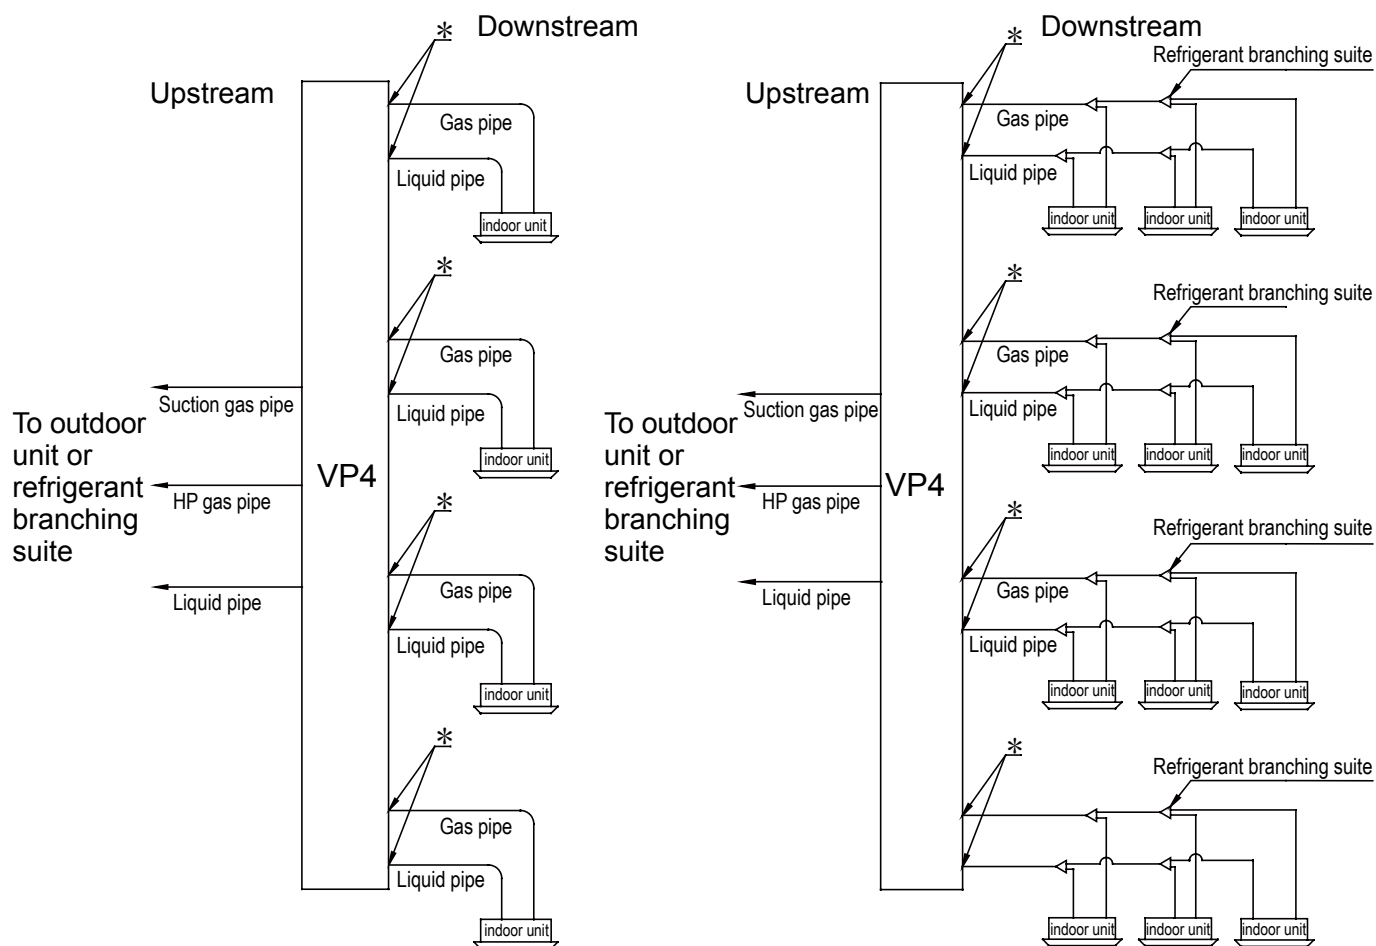 Downstream
Upstream
*
Gas pipe
Liquid pipe
indoor unit
*
Gas pipe
Liquid pipe
indoor unit
Suction gas pipe
To outdoor
unit or
refrigerant
branching
suite
VP4
HP gas pipe
Liquid pipe
*
Gas pipe
Liquid pipe
indoor unit
*
Gas pipe
Liquid pipe
indoor unit
Downstream
Upstream
*
Refrigerant branching suite
Gas pipe
Liquid pipe
indoor unit
indoor unit
indoor unit
*
Refrigerant branching suite
Gas pipe
Liquid pipe
indoor unit
indoor unit
indoor unit
Suction gas pipe
To outdoor
unit or
refrigerant
branching
suite
VP4
HP gas pipe
Liquid pipe
*
Refrigerant branching suite
Gas pipe
Liquid pipe
indoor unit
indoor unit
indoor unit
*
Refrigerant branching suite
indoor unit
indoor unit
indoor unit